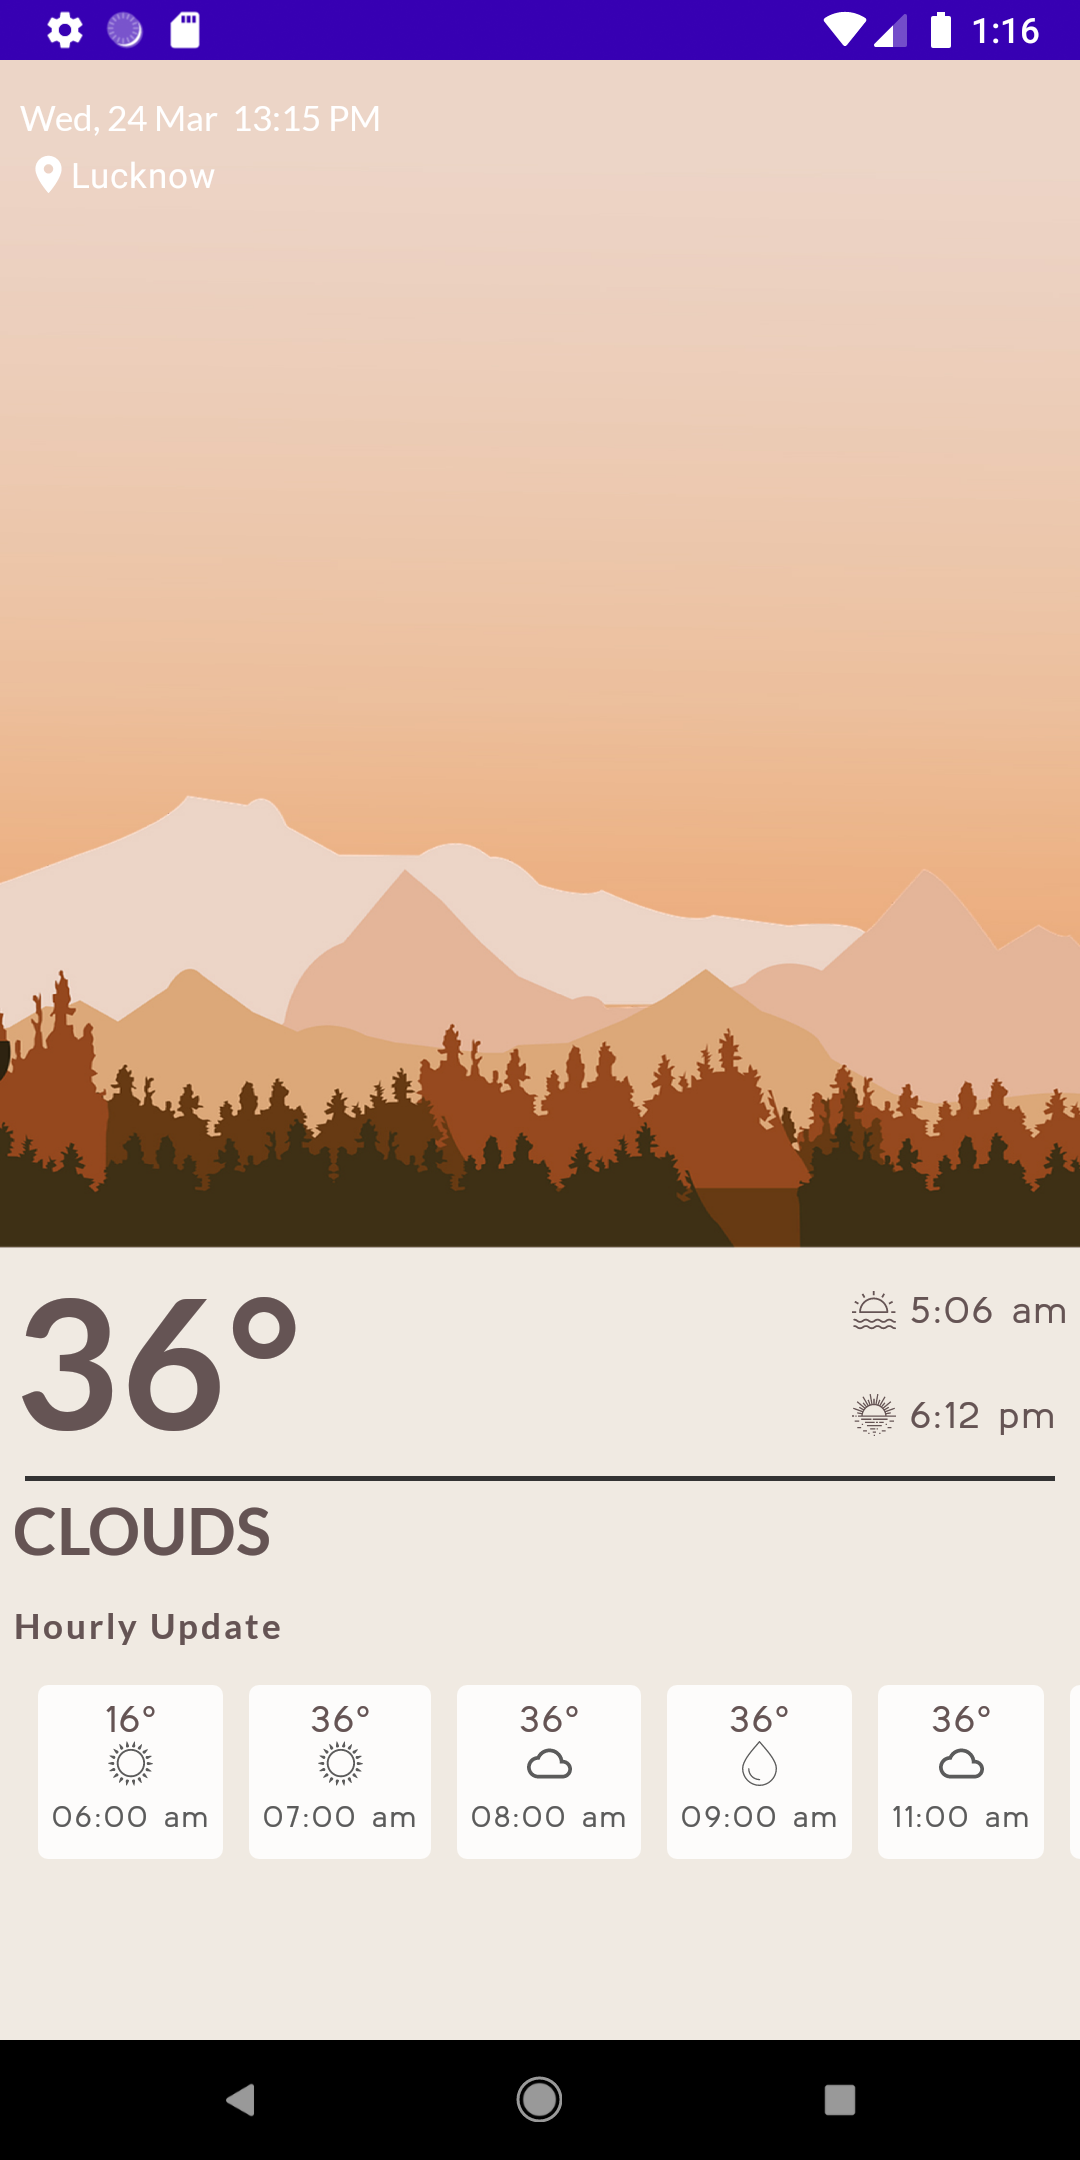 1:16
Wed, 24 Mar  13:15 PM
Lucknow
36°
5:06 am
6:12 pm
CLOUDS
Hourly Update
16° 36° 36° 36° 36°
06:00 am 07:00 am 08:00 am 09:00 am 11:00 am